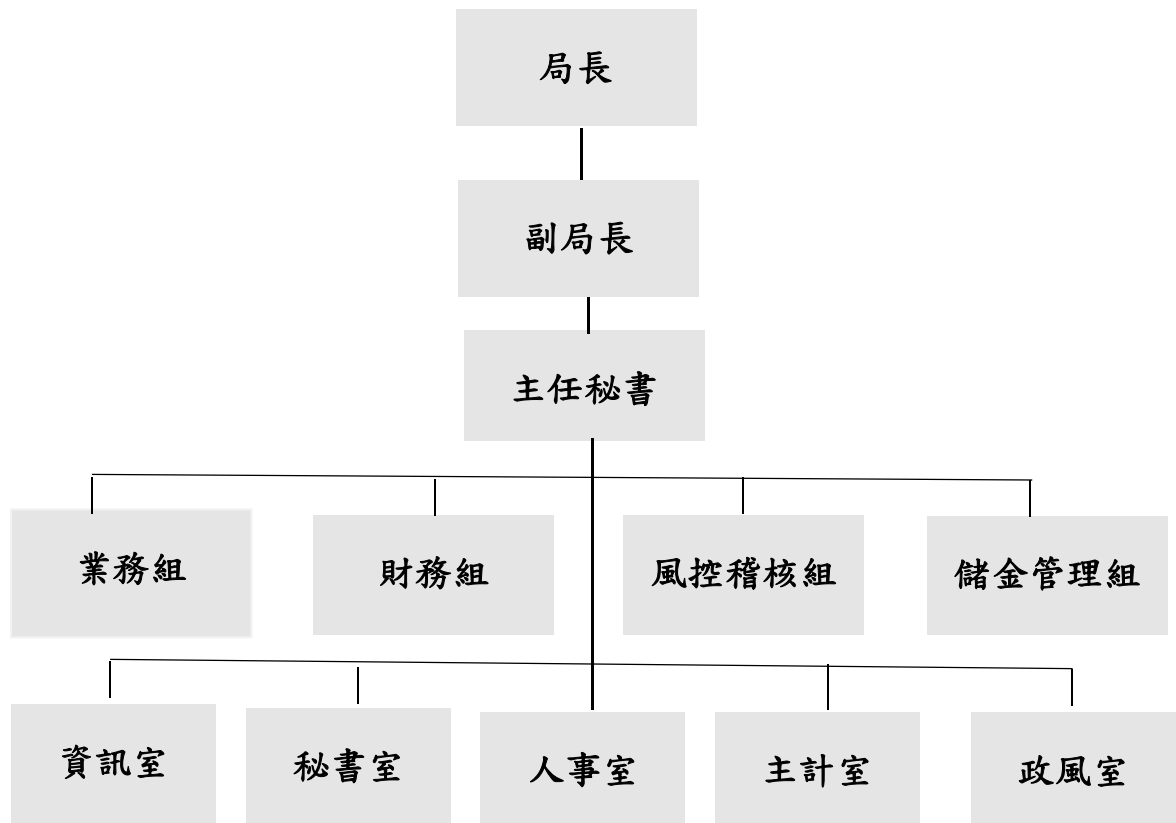 局長
副局長
主任秘書
業務組
財務組
風控稽核組
儲金管理組
資訊室
秘書室
人事室
主計室
政風室